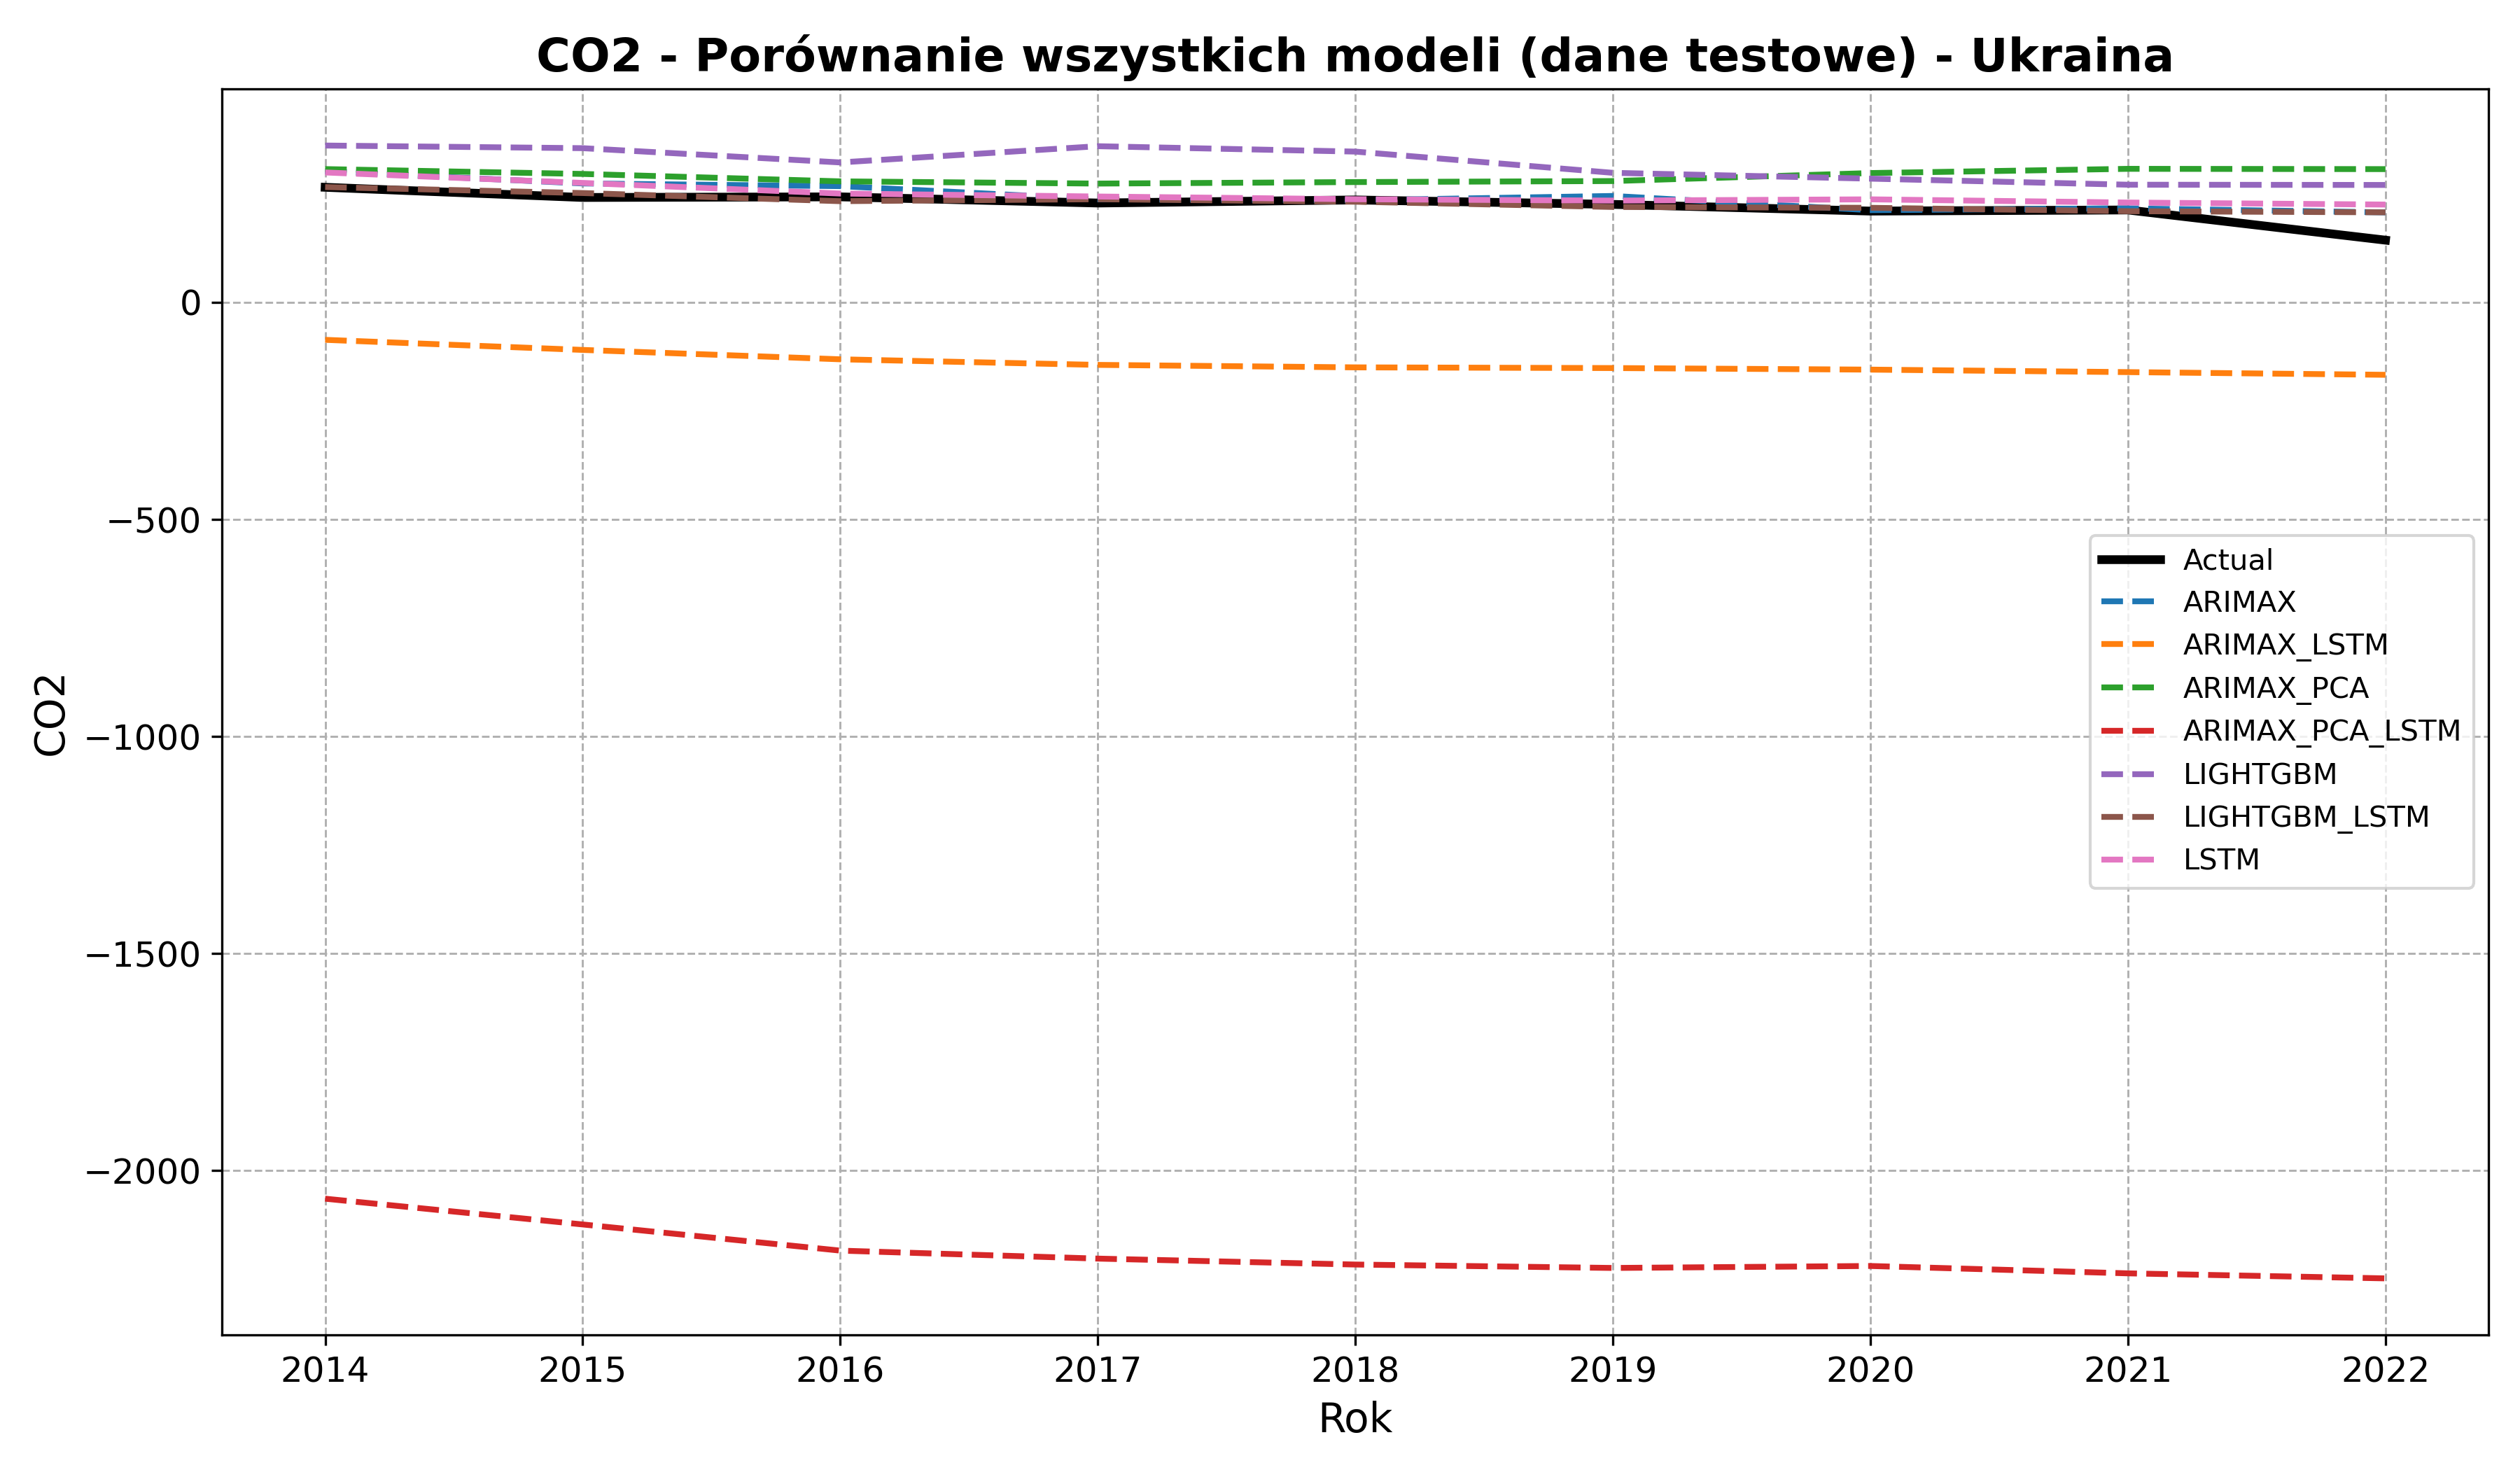 CO2 - Porównanie wszystkich modeli (dane testowe) - Ukraina
CO2
0
−500
−1000
−1500
−2000
Actual
ARIMAX
ARIMAX_LSTM
ARIMAX_PCA
ARIMAX_PCA_LSTM
LIGHTGBM
LIGHTGBM_LSTM
LSTM
2014 2015 2016 2017 2018 2019 2020 2021 2022
Rok